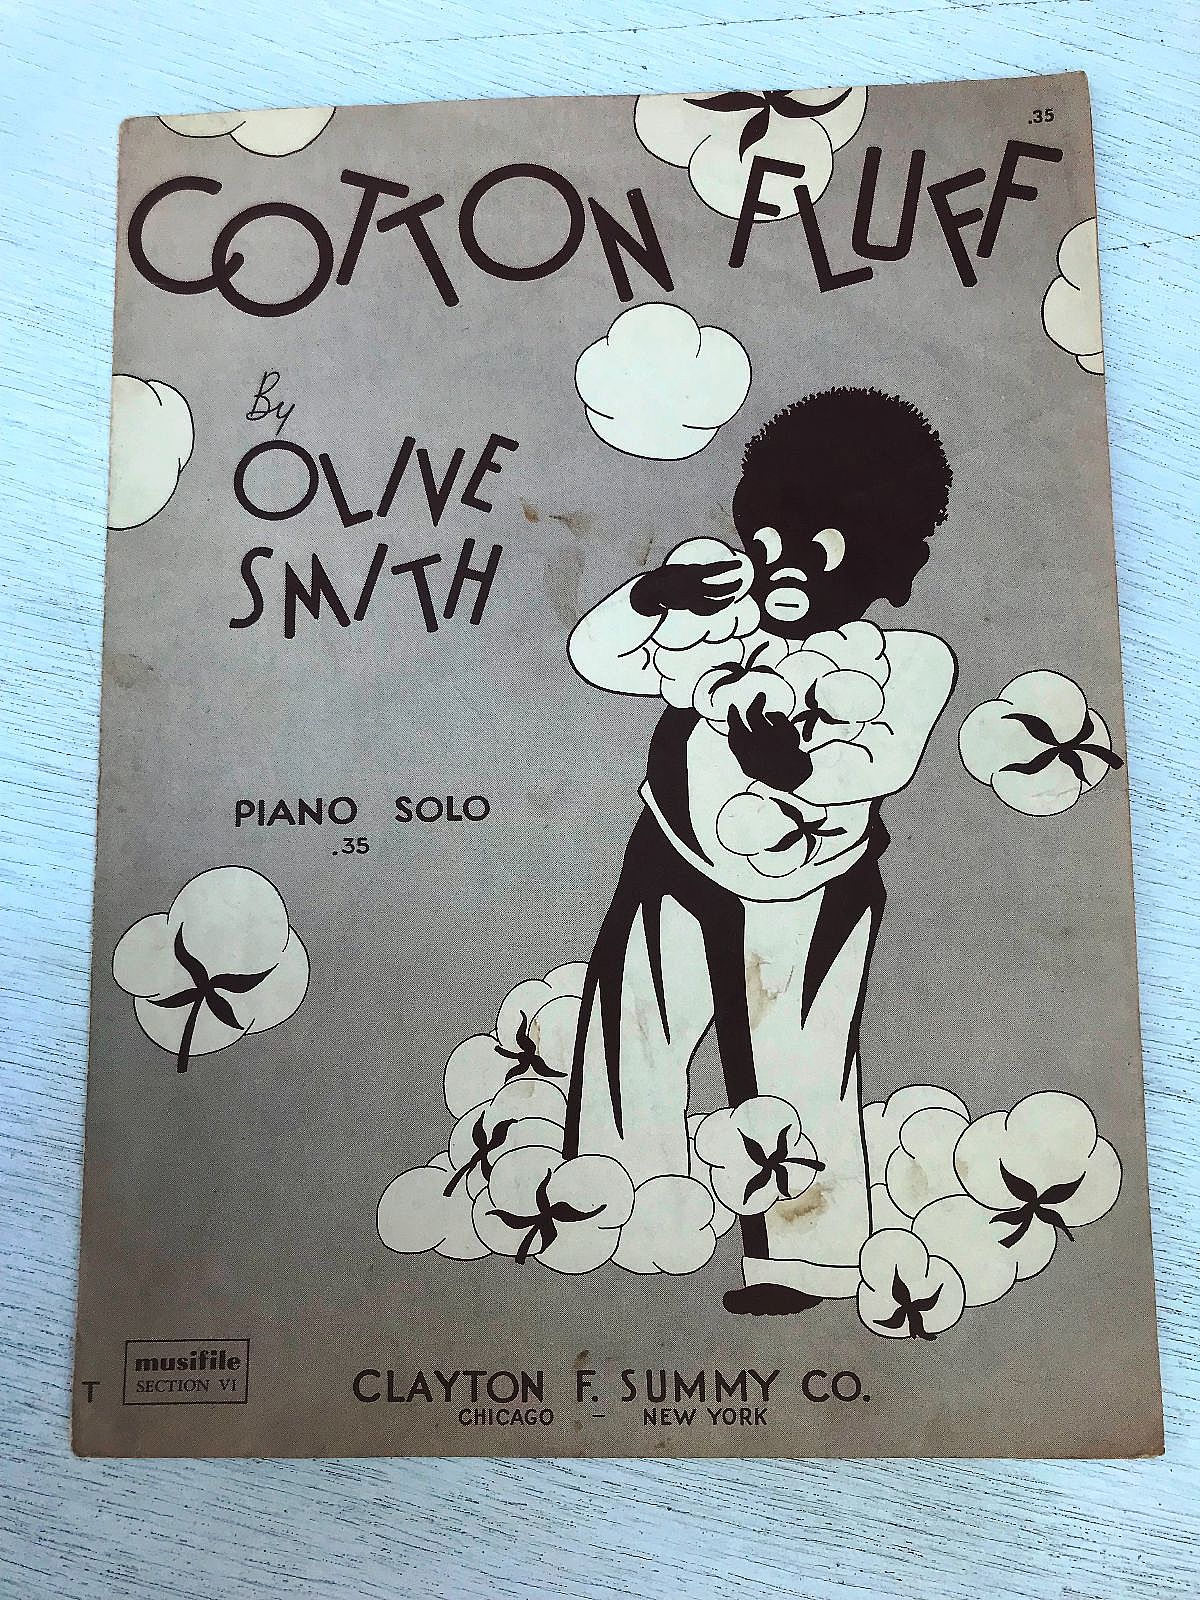 .35
COTTON FLUFF
By
OLIVE
SMITH
PIANO SOLO
.35
musifile
SECTION VI
T
CLAYTON F. SUMMY CO.
CHICAGO – NEW YORK